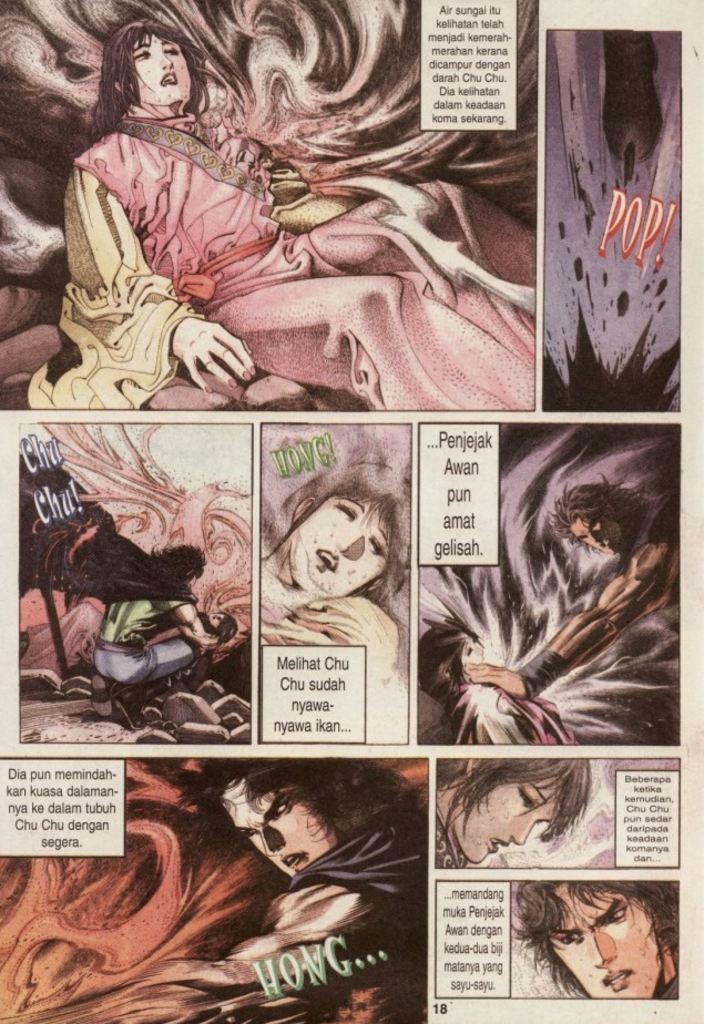 Air sungai itu
kelihatan telah
menjadi kemerah-
merahan kerana
dicampur dengan
darah Chu Chu.
Dia kelihatan
dalam keadaan
koma sekarang.
POP!
Chu
Chu!
HONG!
Melihat Chu
Chu sudah
nyawa-
nyawa ikan...
...Penjejak
Awan
pun
amat
gelisah.
Dia pun memindah-
kan kuasa dalaman-
nya ke dalam tubuh
Chu Chu dengan
segera.
HONG...
Beberapa
ketika
kemudian,
Chu Chu
pun sedar
daripada
keadaan
komanya
dan...
...memandang
muka Penjejak
Awan dengan
kedua-dua biji
matanya yang
sayu-sayu.
18